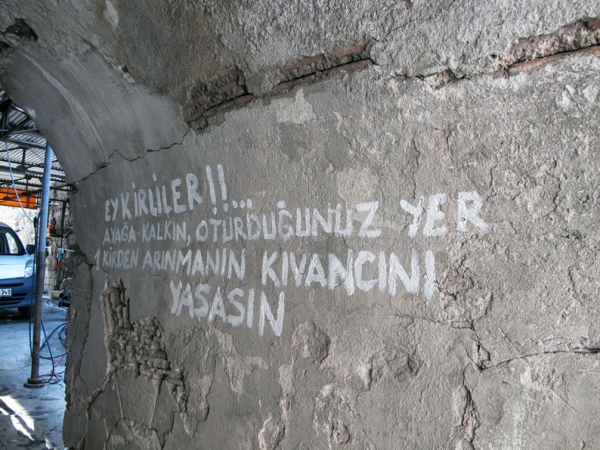 EY KİRLİLER!!...
AYAĞA KALKIN, OTURDUĞUNUZ YER
KİRDEN ARINMANIN KIVANCINI
YAŞASIN